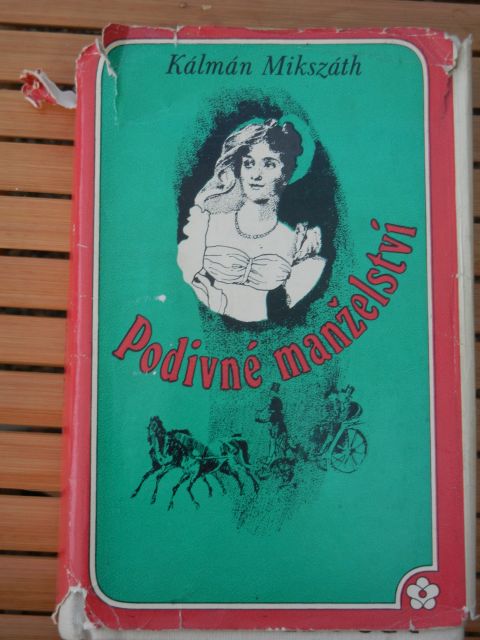 Kálmán Mikszáth
Podivné manželství